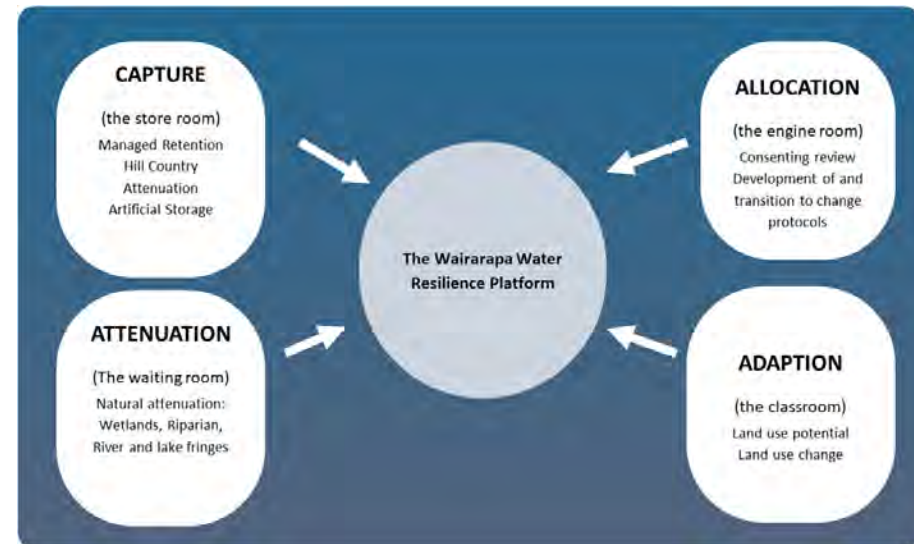 CAPTURE
(the store room)
Managed Retention
Hill Country
Attenuation
Artificial Storage
ALLOCATION
(the engine room)
Consenting review
Development of and
transition to change
protocols
The Wairarapa Water
Resilience Platform
ATTENUATION
(The waiting room)
Natural attenuation:
Wetlands, Riparian,
River and lake fringes
ADAPTION
(the classroom)
Land use potential
Land use change